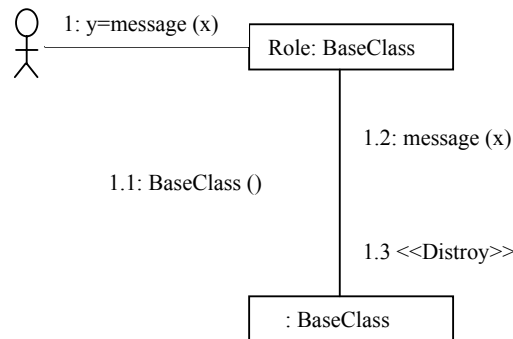 1: y=message (x)
Role: BaseClass
1.2: message (x)
1.1: BaseClass ()
1.3 <<Distroy>>
: BaseClass